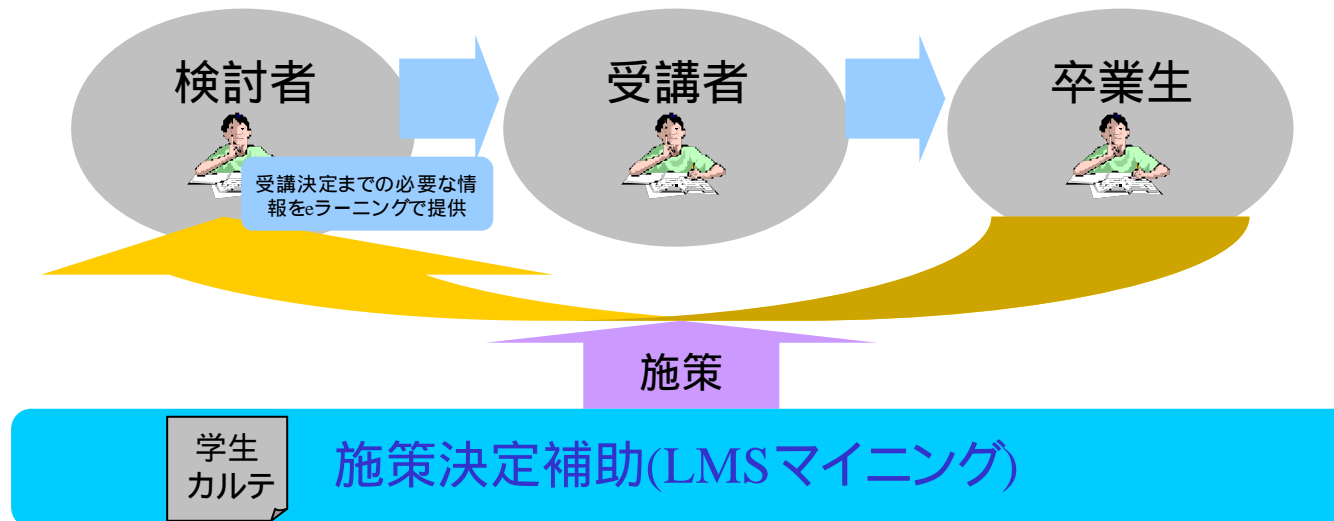 検討者
受講者
卒業生
受講決定までの必要な情
報をeラーニングで提供
施策
学生
カルテ
施策決定補助(LMSマイニング)